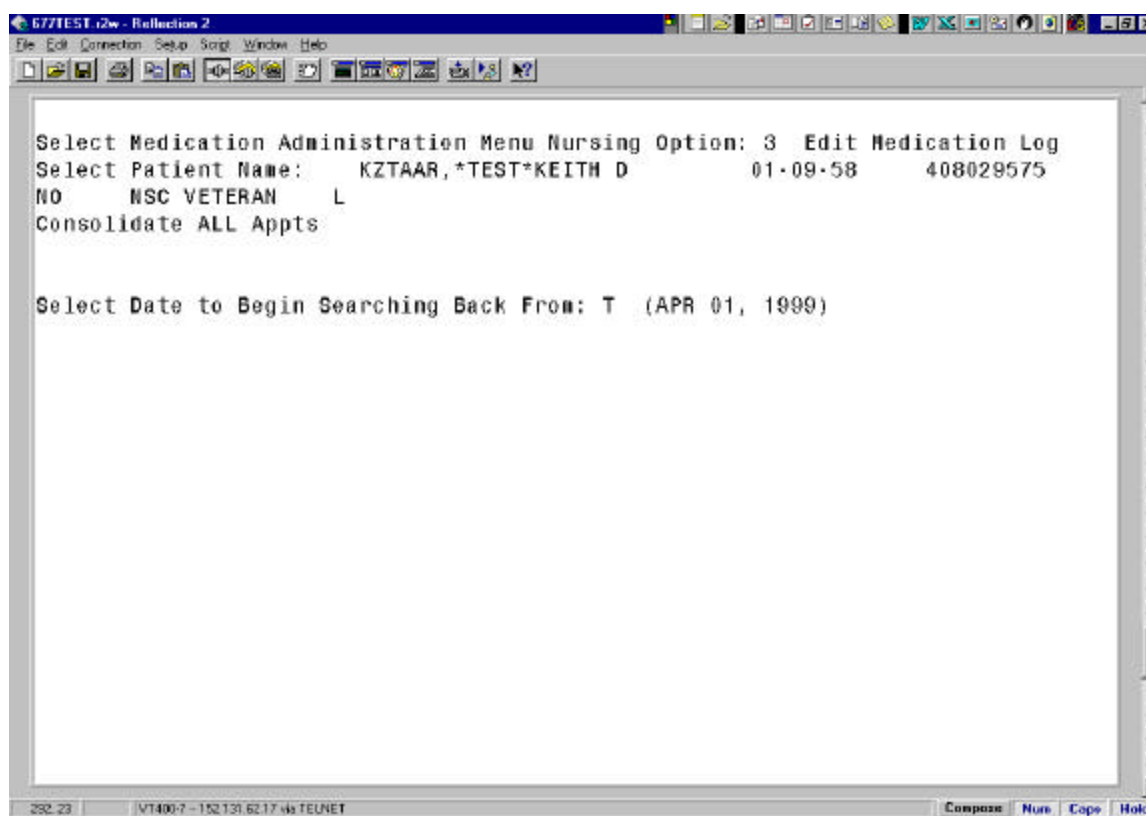 677TEST.r2w - Reflection 2
File Edit Connection Setup Script Window Help
Select Medication Administration Menu Nursing Option: 3 Edit Medication Log
Select Patient Name: KZTAAR,*TEST*KEITH D 01-09-58 408029575
NO NSC VETERAN L
Consolidate ALL Appts
Select Date to Begin Searching Back From: T (APR 01, 1999)
292, 23 VT400-7 - 152.131.62.17 via TELNET Compose Num Caps Hold